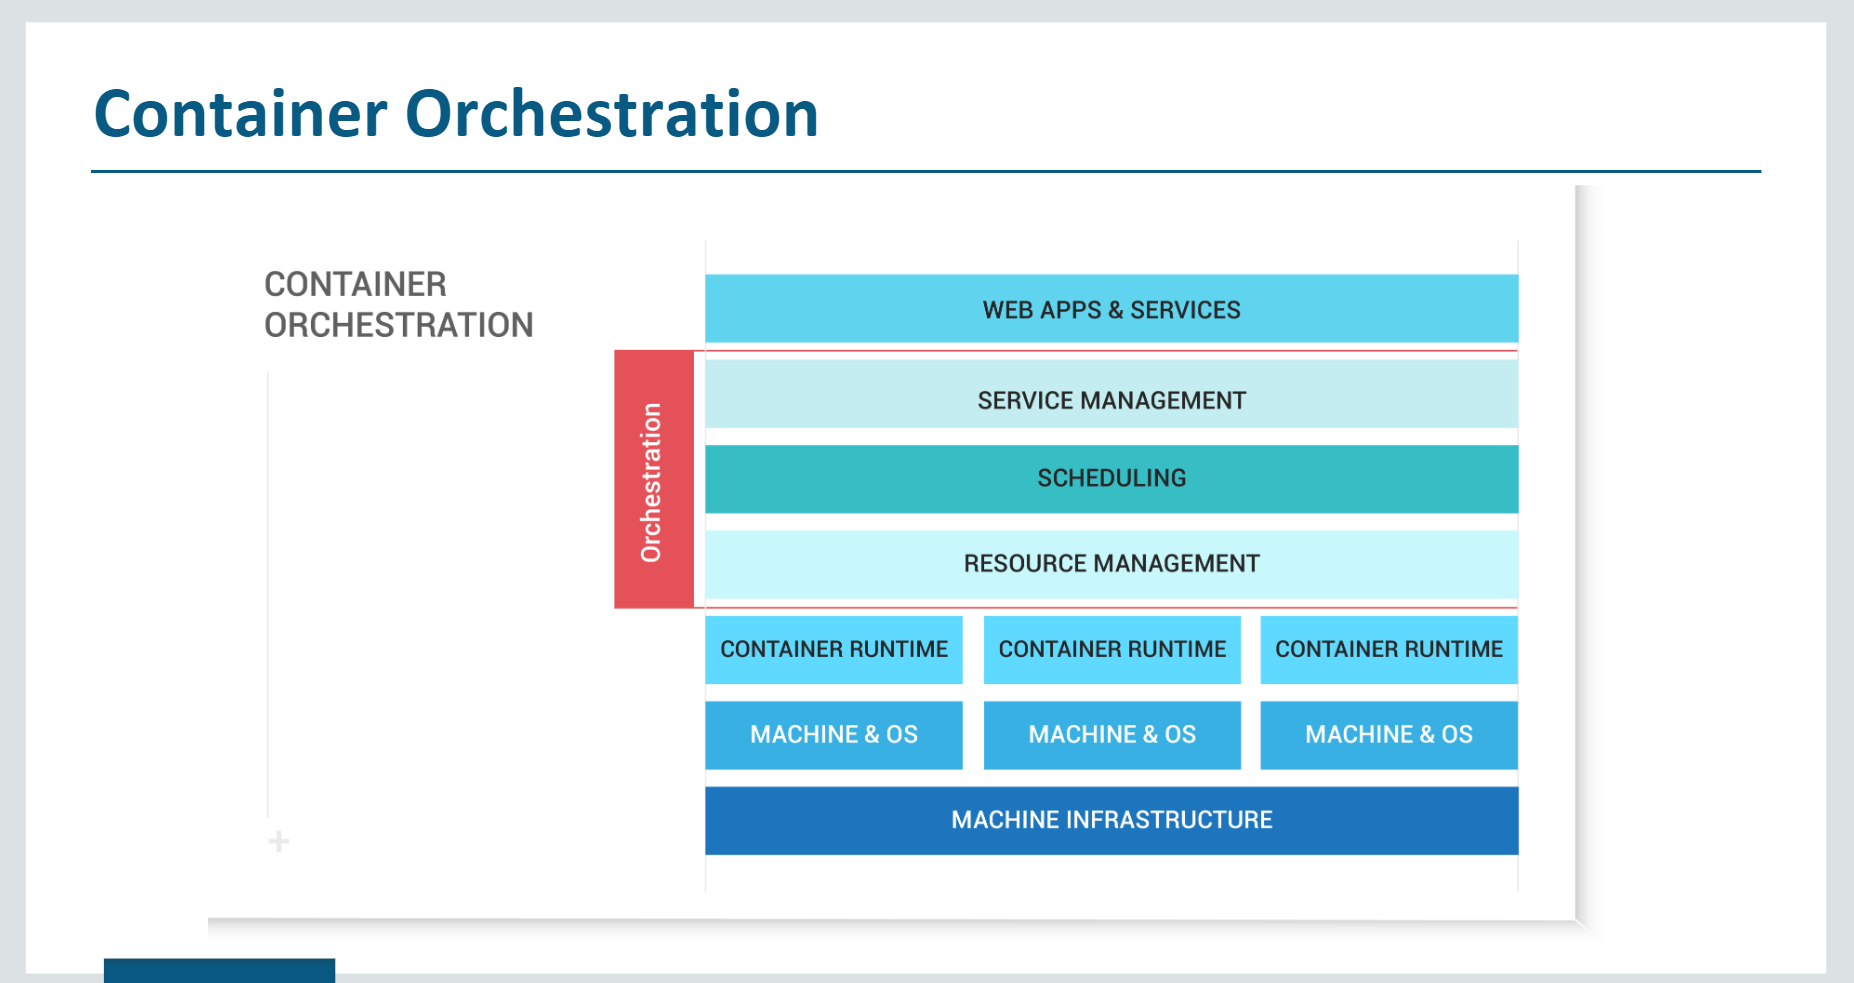 Container Orchestration
CONTAINER
ORCHESTRATION
WEB APPS & SERVICES
Orchestration
SERVICE MANAGEMENT
SCHEDULING
RESOURCE MANAGEMENT
CONTAINER RUNTIME
CONTAINER RUNTIME
CONTAINER RUNTIME
MACHINE & OS
MACHINE & OS
MACHINE & OS
MACHINE INFRASTRUCTURE